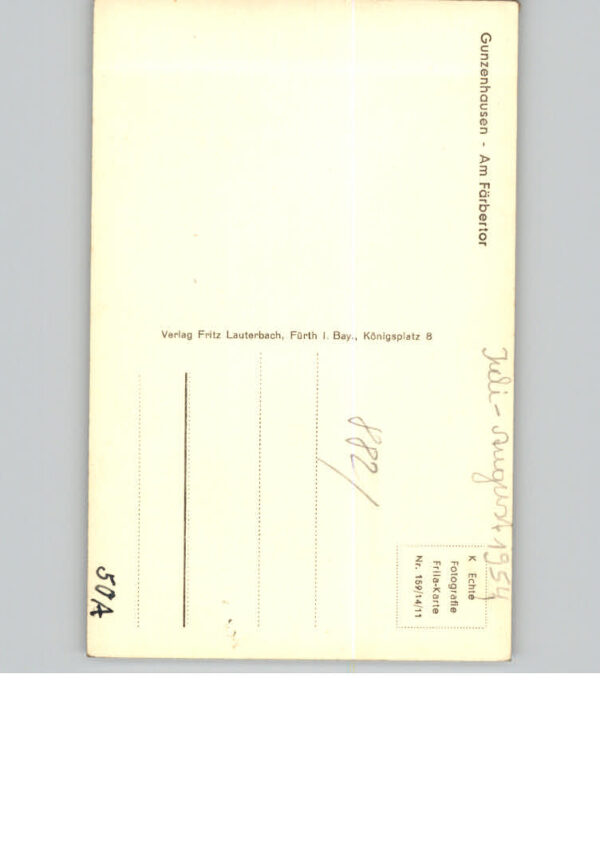 Gunzenhausen - Am Färbertor
Verlag Fritz Lauterbach, Fürth i. Bay., Königsplatz 8
Juli - August 1954
882/
K Echte
Fotografie
Frila-Karte
Nr. 159/14/11
50A